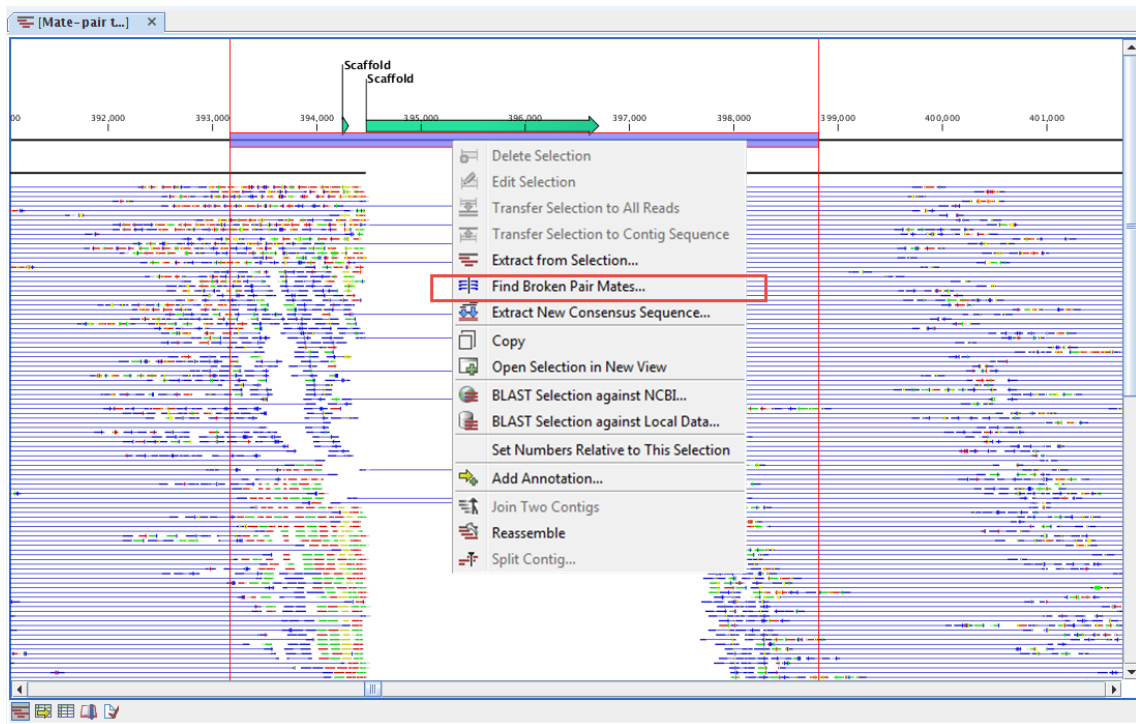 [Mate-pair t...]
Scaffold
Scaffold
00 392,000 393,000 394,000 395,000 396,000 397,000 398,000 399,000 400,000 401,000
Delete Selection
Edit Selection
Transfer Selection to All Reads
Transfer Selection to Contig Sequence
Extract from Selection...
Find Broken Pair Mates...
Extract New Consensus Sequence...
Copy
Open Selection in New View
BLAST Selection against NCBI...
BLAST Selection against Local Data...
Set Numbers Relative to This Selection
Add Annotation...
Join Two Contigs
Reassemble
Split Contig...